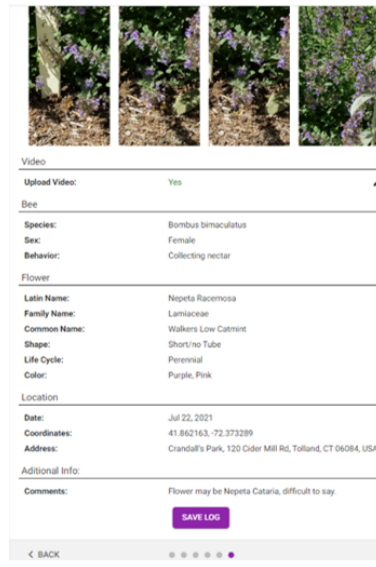 Video
Upload Video: Yes
Bee
Species: Bombus bimaculatus
Sex: Female
Behavior: Collecting nectar
Flower
Latin Name: Nepeta Racemosa
Family Name: Lamiaceae
Common Name: Walkers Low Catmint
Shape: Short/no Tube
Life Cycle: Perennial
Color: Purple, Pink
Location
Date: Jul 22, 2021
Coordinates: 41.862163, -72.373289
Address: Crandall's Park, 120 Cider Mill Rd, Tolland, CT 06084, USA
Aditional Info:
Comments: Flower may be Nepeta Cataria, difficult to say.
SAVE LOG
< BACK